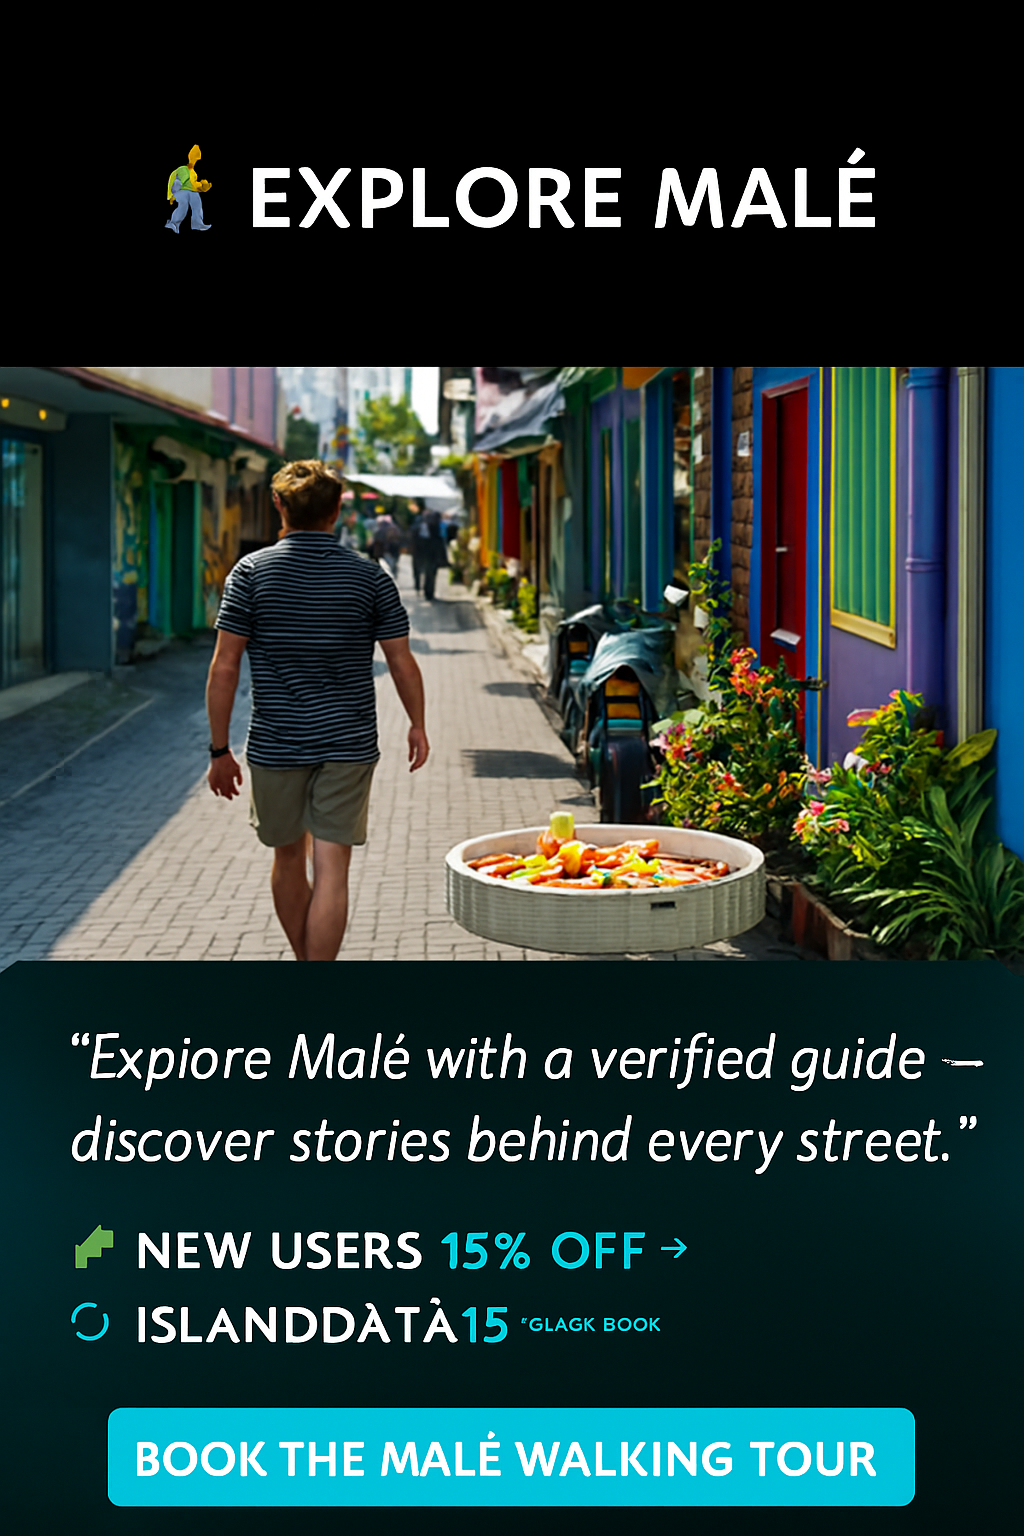 EXPLORE MALÉ
“Expiore Malé with a verified guide —
discover stories behind every street.”
NEW USERS 15% OFF →
ISLANDDÀTẢ15 “GLAGK BOOK
BOOK THE MALÉ WALKING TOUR